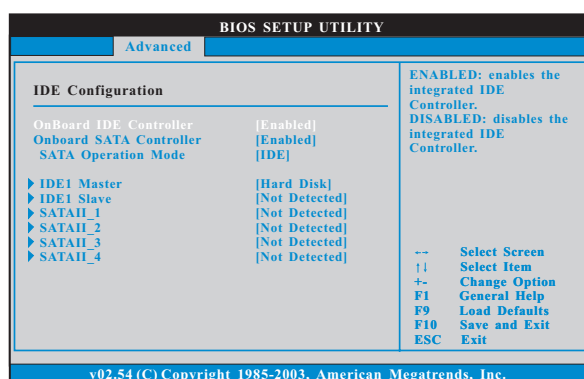 BIOS SETUP UTILITY
Advanced
IDE Configuration
OnBoard IDE Controller [Enabled]
Onboard SATA Controller [Enabled]
SATA Operation Mode [IDE]
IDE1 Master [Hard Disk]
IDE1 Slave [Not Detected]
SATAII_1 [Not Detected]
SATAII_2 [Not Detected]
SATAII_3 [Not Detected]
SATAII_4 [Not Detected]
ENABLED: enables the
integrated IDE
Controller.
DISABLED: disables the
integrated IDE
Controller.
←→ Select Screen
↑↓ Select Item
+- Change Option
F1 General Help
F9 Load Defaults
F10 Save and Exit
ESC Exit
v02.54 (C) Copyright 1985-2003, American Megatrends, Inc.